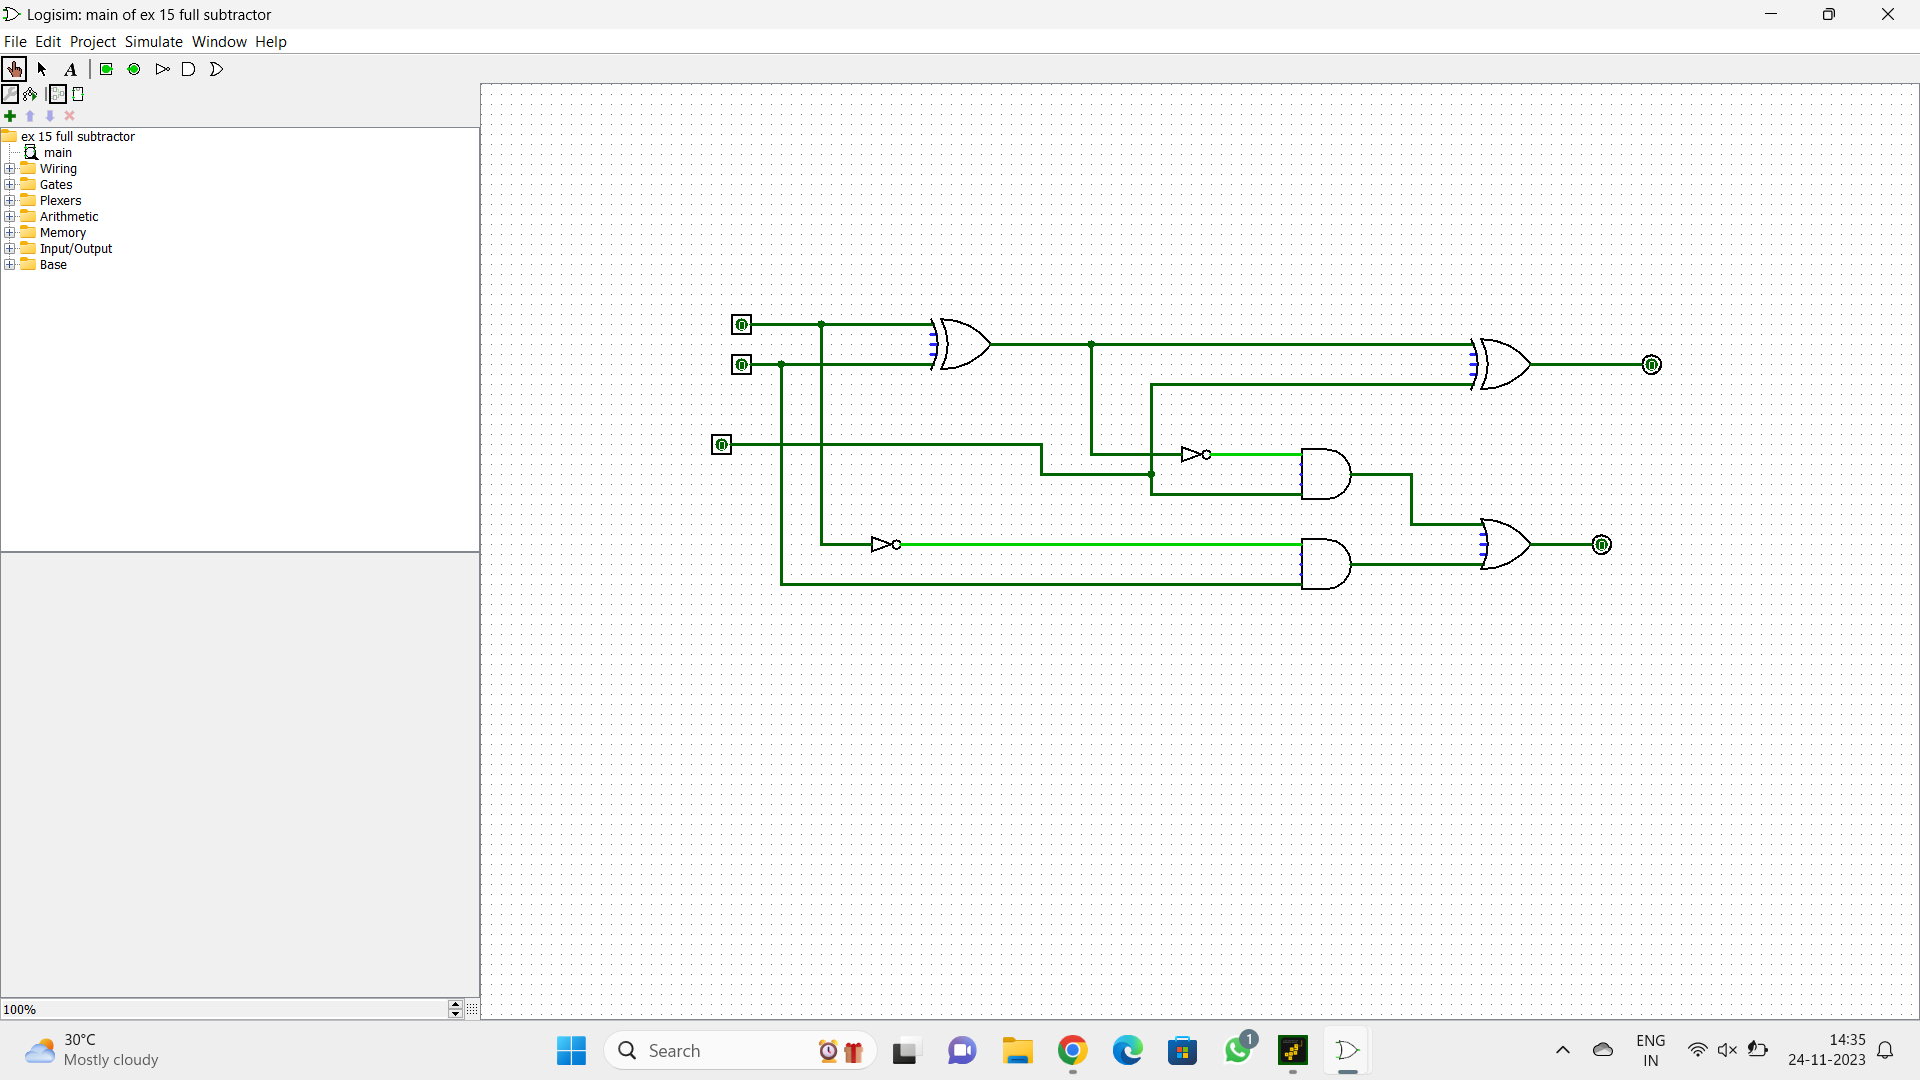 Logisim: main of ex 15 full subtractor
File Edit Project Simulate Window Help
A
ex 15 full subtractor
main
Wiring
Gates
Plexers
Arithmetic
Memory
Input/Output
Base
0
0
0
0
0
100%
30°C
Mostly cloudy
Search
1
ENG
IN
14:35
24-11-2023